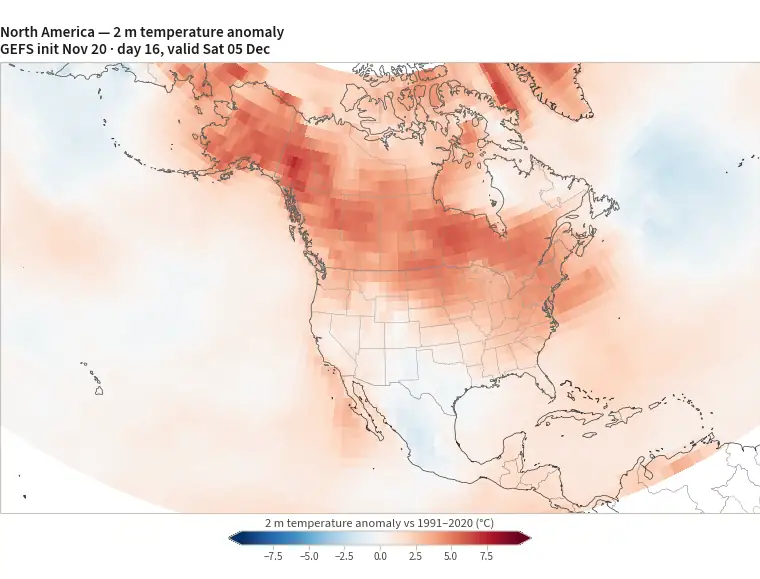 North America — 2 m temperature anomaly
GEFS init Nov 20 · day 16, valid Sat 05 Dec
2 m temperature anomaly vs 1991–2020 (°C)
−7.5 −5.0 −2.5 0.0 2.5 5.0 7.5